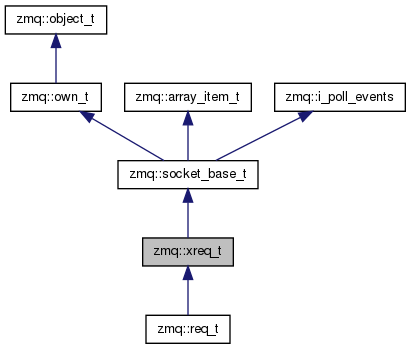 zmq::object_t
zmq::own_t
zmq::array_item_t
zmq::i_poll_events
zmq::socket_base_t
zmq::xreq_t
zmq::req_t